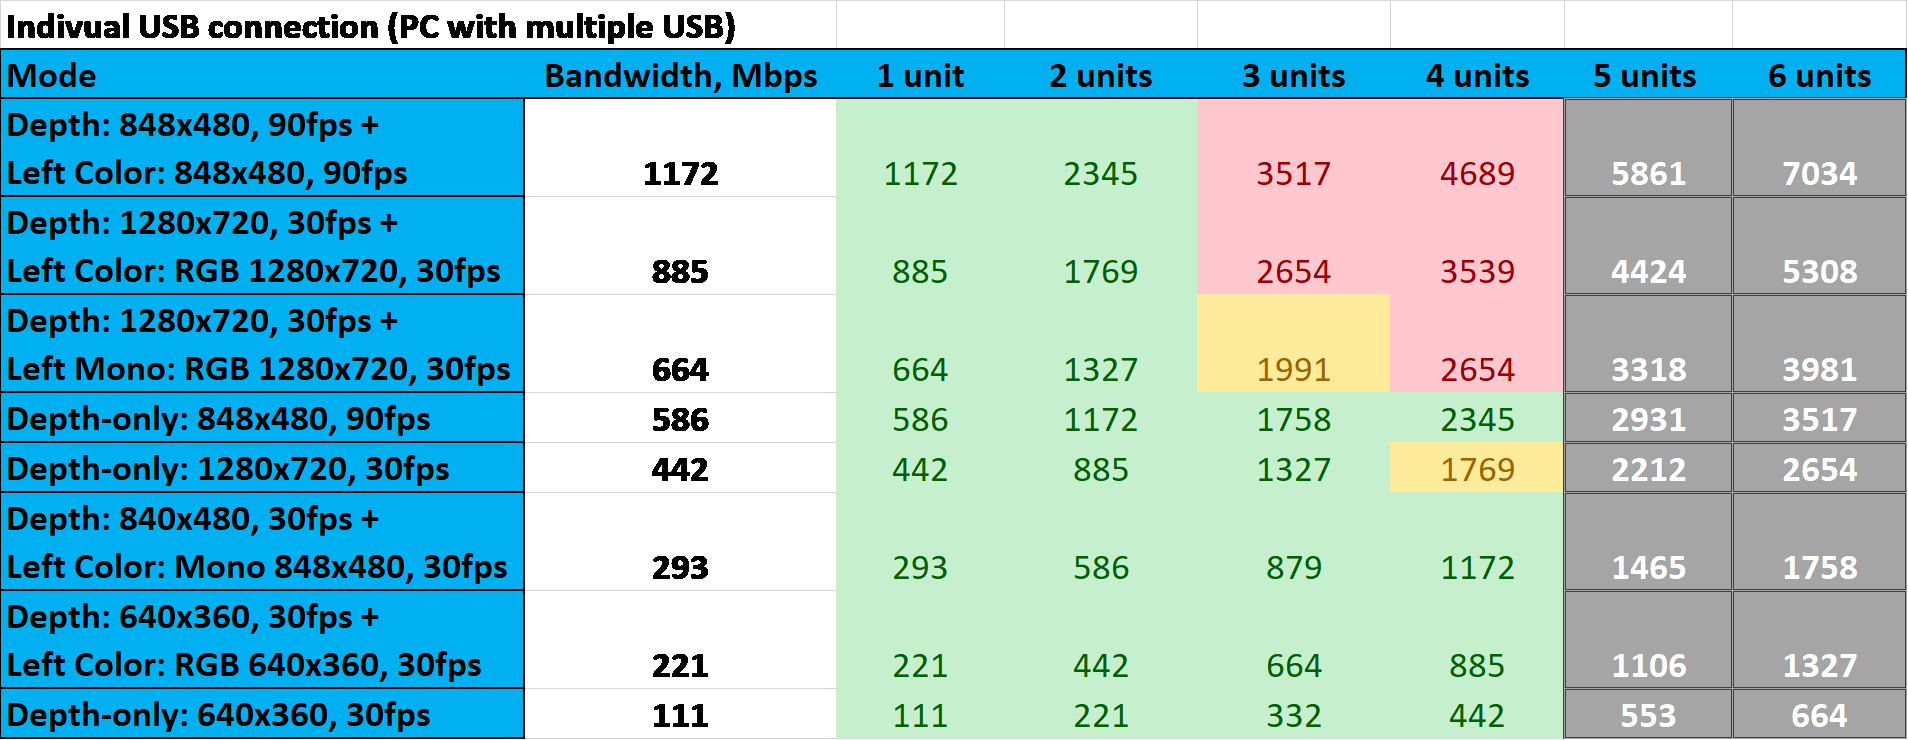 Indivual USB connection (PC with multiple USB)
Mode Bandwidth, Mbps 1 unit 2 units 3 units 4 units 5 units 6 units
Depth: 848x480, 90fps +
Left Color: 848x480, 90fps 1172 1172 2345 3517 4689 5861 7034
Depth: 1280x720, 30fps +
Left Color: RGB 1280x720, 30fps 885 885 1769 2654 3539 4424 5308
Depth: 1280x720, 30fps +
Left Mono: RGB 1280x720, 30fps 664 664 1327 1991 2654 3318 3981
Depth-only: 848x480, 90fps 586 586 1172 1758 2345 2931 3517
Depth-only: 1280x720, 30fps 442 442 885 1327 1769 2212 2654
Depth: 840x480, 30fps +
Left Color: Mono 848x480, 30fps 293 293 586 879 1172 1465 1758
Depth: 640x360, 30fps +
Left Color: RGB 640x360, 30fps 221 221 442 664 885 1106 1327
Depth-only: 640x360, 30fps 111 111 221 332 442 553 664